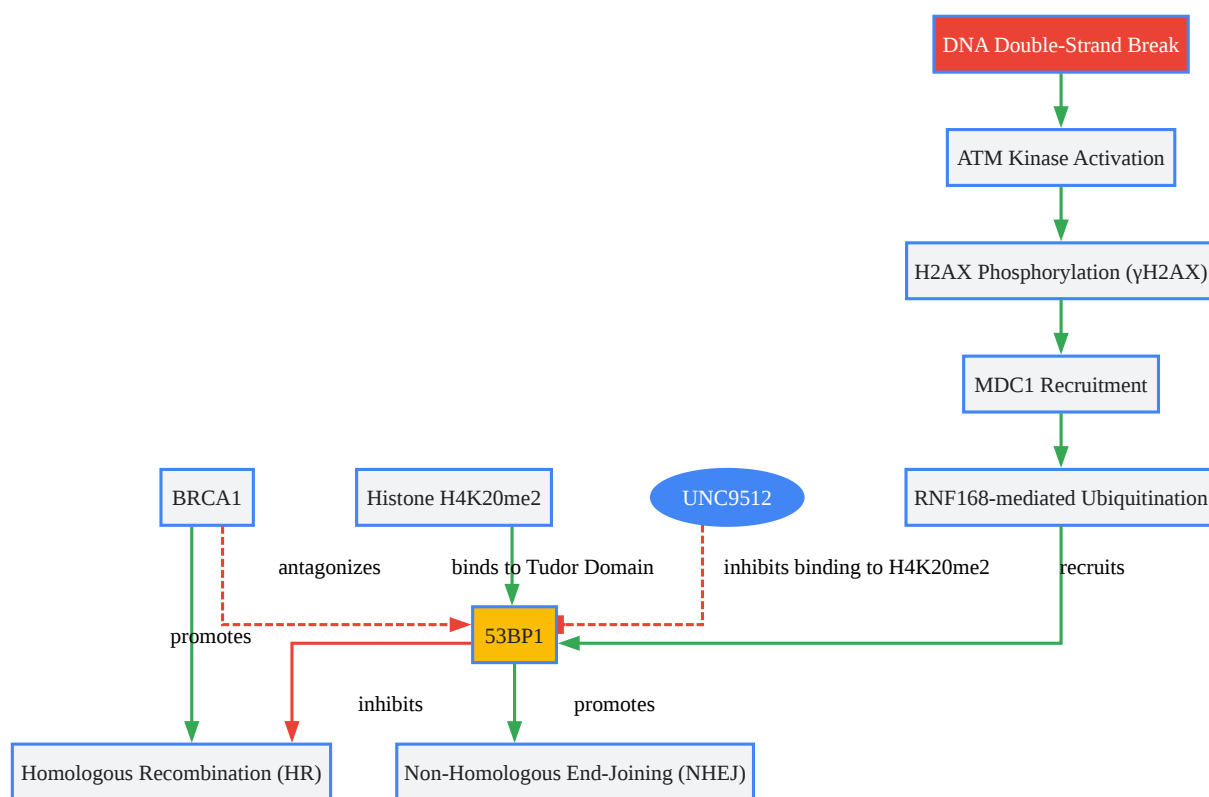 DNA Double-Strand Break
ATM Kinase Activation
H2AX Phosphorylation (γH2AX)
MDC1 Recruitment
BRCA1
Histone H4K20me2
UNC9512
RNF168-mediated Ubiquitination
antagonizes
binds to Tudor Domain
inhibits binding to H4K20me2
recruits
promotes
53BP1
inhibits
promotes
Homologous Recombination (HR)
Non-Homologous End-Joining (NHEJ)